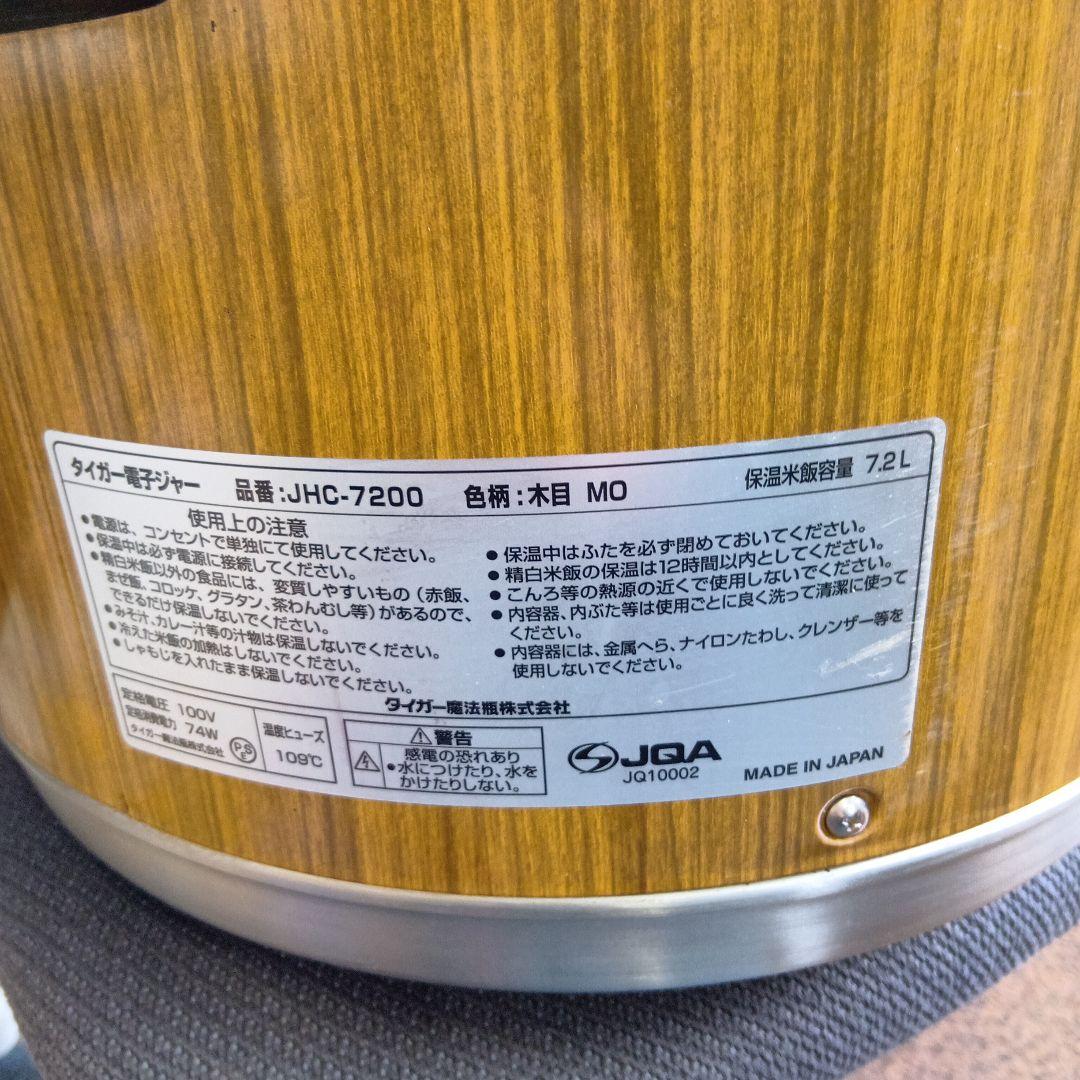 タイガー電子ジャー 品番:JHC-7200 色柄:木目 MO 保温米飯容量 7.2L
使用上の注意
●電源は、コンセントで単独にて使用してください。
●保温中は必ず電源に接続してください。
●精白米飯以外の食品には、変質しやすいもの(赤飯、
まぜ飯、コロッケ、グラタン、茶わんむし等)があるので、
できるだけ保温しないでください。
●みそ汁、カレー汁等の汁物は保温しないでください。
●冷えた米飯の加熱はしないでください。
●しゃもじを入れたまま保温しないでください。
●保温中はふたを必ず閉めておいてください。
●精白米飯の保温は12時間以内としてください。
●こんろ等の熱源の近くで使用しないでください。
●内容器、内ぶた等は使用ごとに良く洗って清潔に使って
ください。
●内容器には、金属へら、ナイロンたわし、クレンザー等を
使用しないでください。
タイガー魔法瓶株式会社
定格電圧 100V
定格消費電力 74W
タイガー魔法瓶株式会社
PSE
温度ヒューズ
109℃
警告
感電の恐れあり
●水につけたり、水を
かけたりしない。
JQA
JQ10002
MADE IN JAPAN